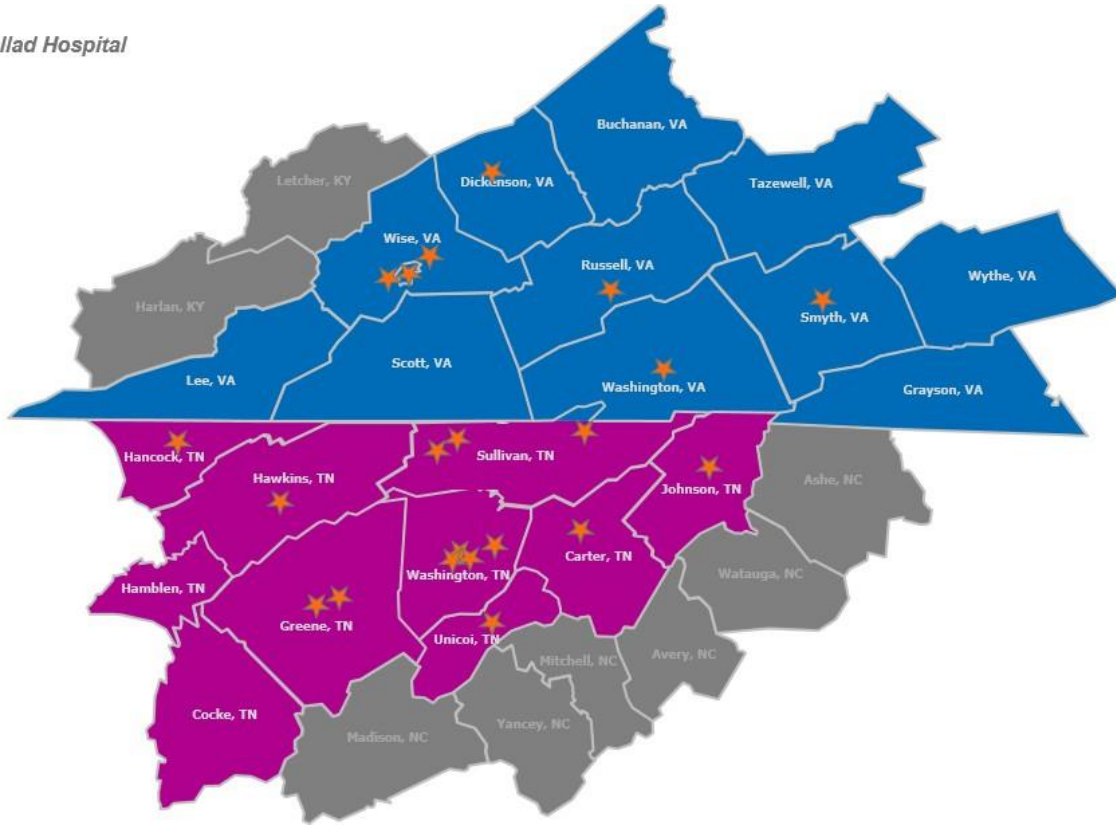 llad Hospital
Buchanan, VA
Letcher, KY
Dickenson, VA
Tazewell, VA
Wise, VA
Russell, VA
Wythe, VA
Harlan, KY
Smyth, VA
Scott, VA
Lee, VA
Washington, VA
Grayson, VA
Hancock, TN
Sullivan, TN
Hawkins, TN
Johnson, TN
Ashe, NC
Carter, TN
Washington, TN
Watauga, NC
Hamblen, TN
Greene, TN
Unicoi, TN
Avery, NC
Mitchell, NC
Cocke, TN
Yancey, NC
Madison, NC